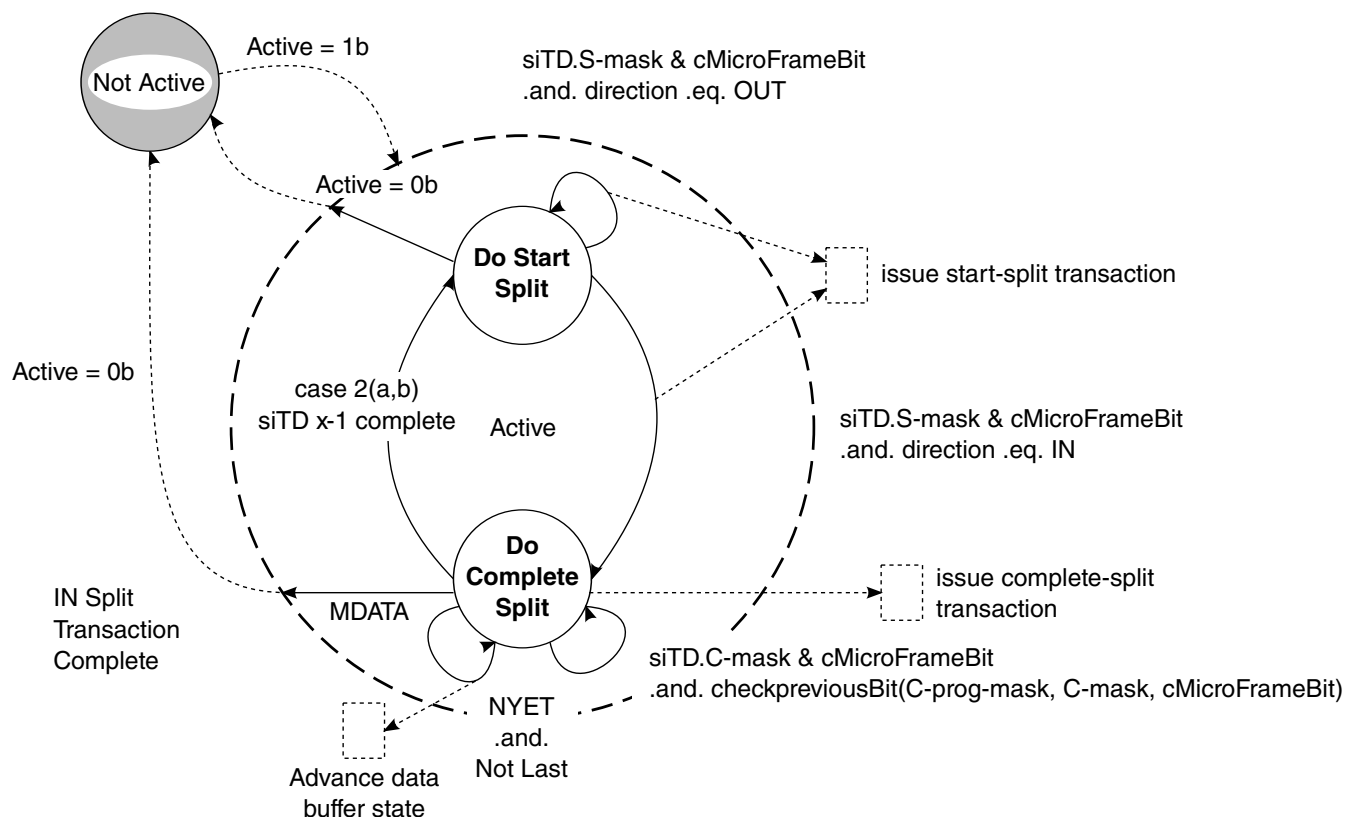 Active = 1b
siTD.S-mask & cMicroFrameBit
.and. direction .eq. OUT
Not Active
Active = 0b
Do Start
Split
issue start-split transaction
Active = 0b
case 2(a,b)
siTD x-1 complete
Active
siTD.S-mask & cMicroFrameBit
.and. direction .eq. IN
Do
Complete
Split
issue complete-split
transaction
MDATA
IN Split
Transaction
Complete
siTD.C-mask & cMicroFrameBit
.and. checkpreviousBit(C-prog-mask, C-mask, cMicroFrameBit)
NYET
.and.
Not Last
Advance data
buffer state